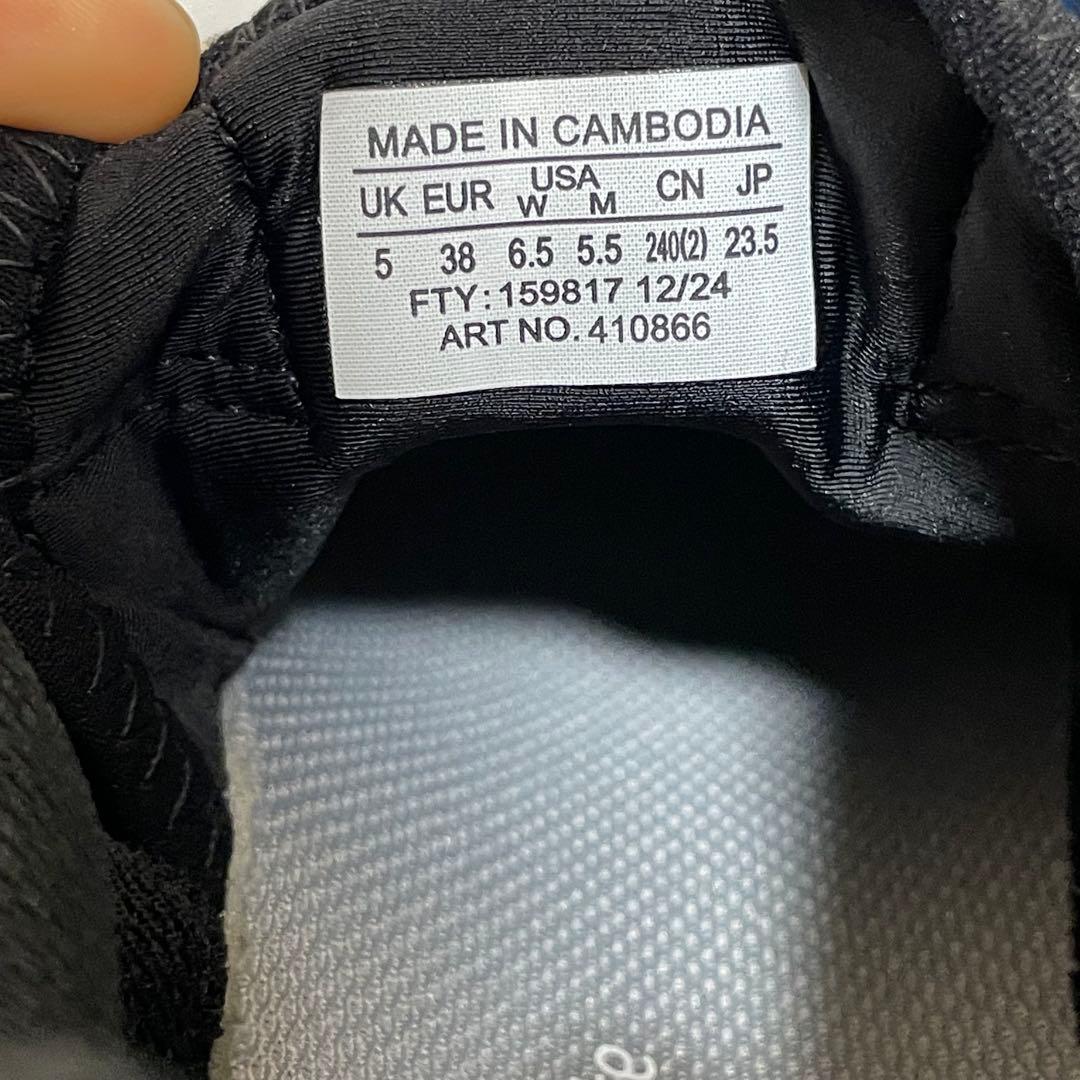 MADE IN CAMBODIA
UK EUR USA W M CN JP
5 38 6.5 5.5 240(2) 23.5
FTY: 159817 12/24
ART NO. 410866